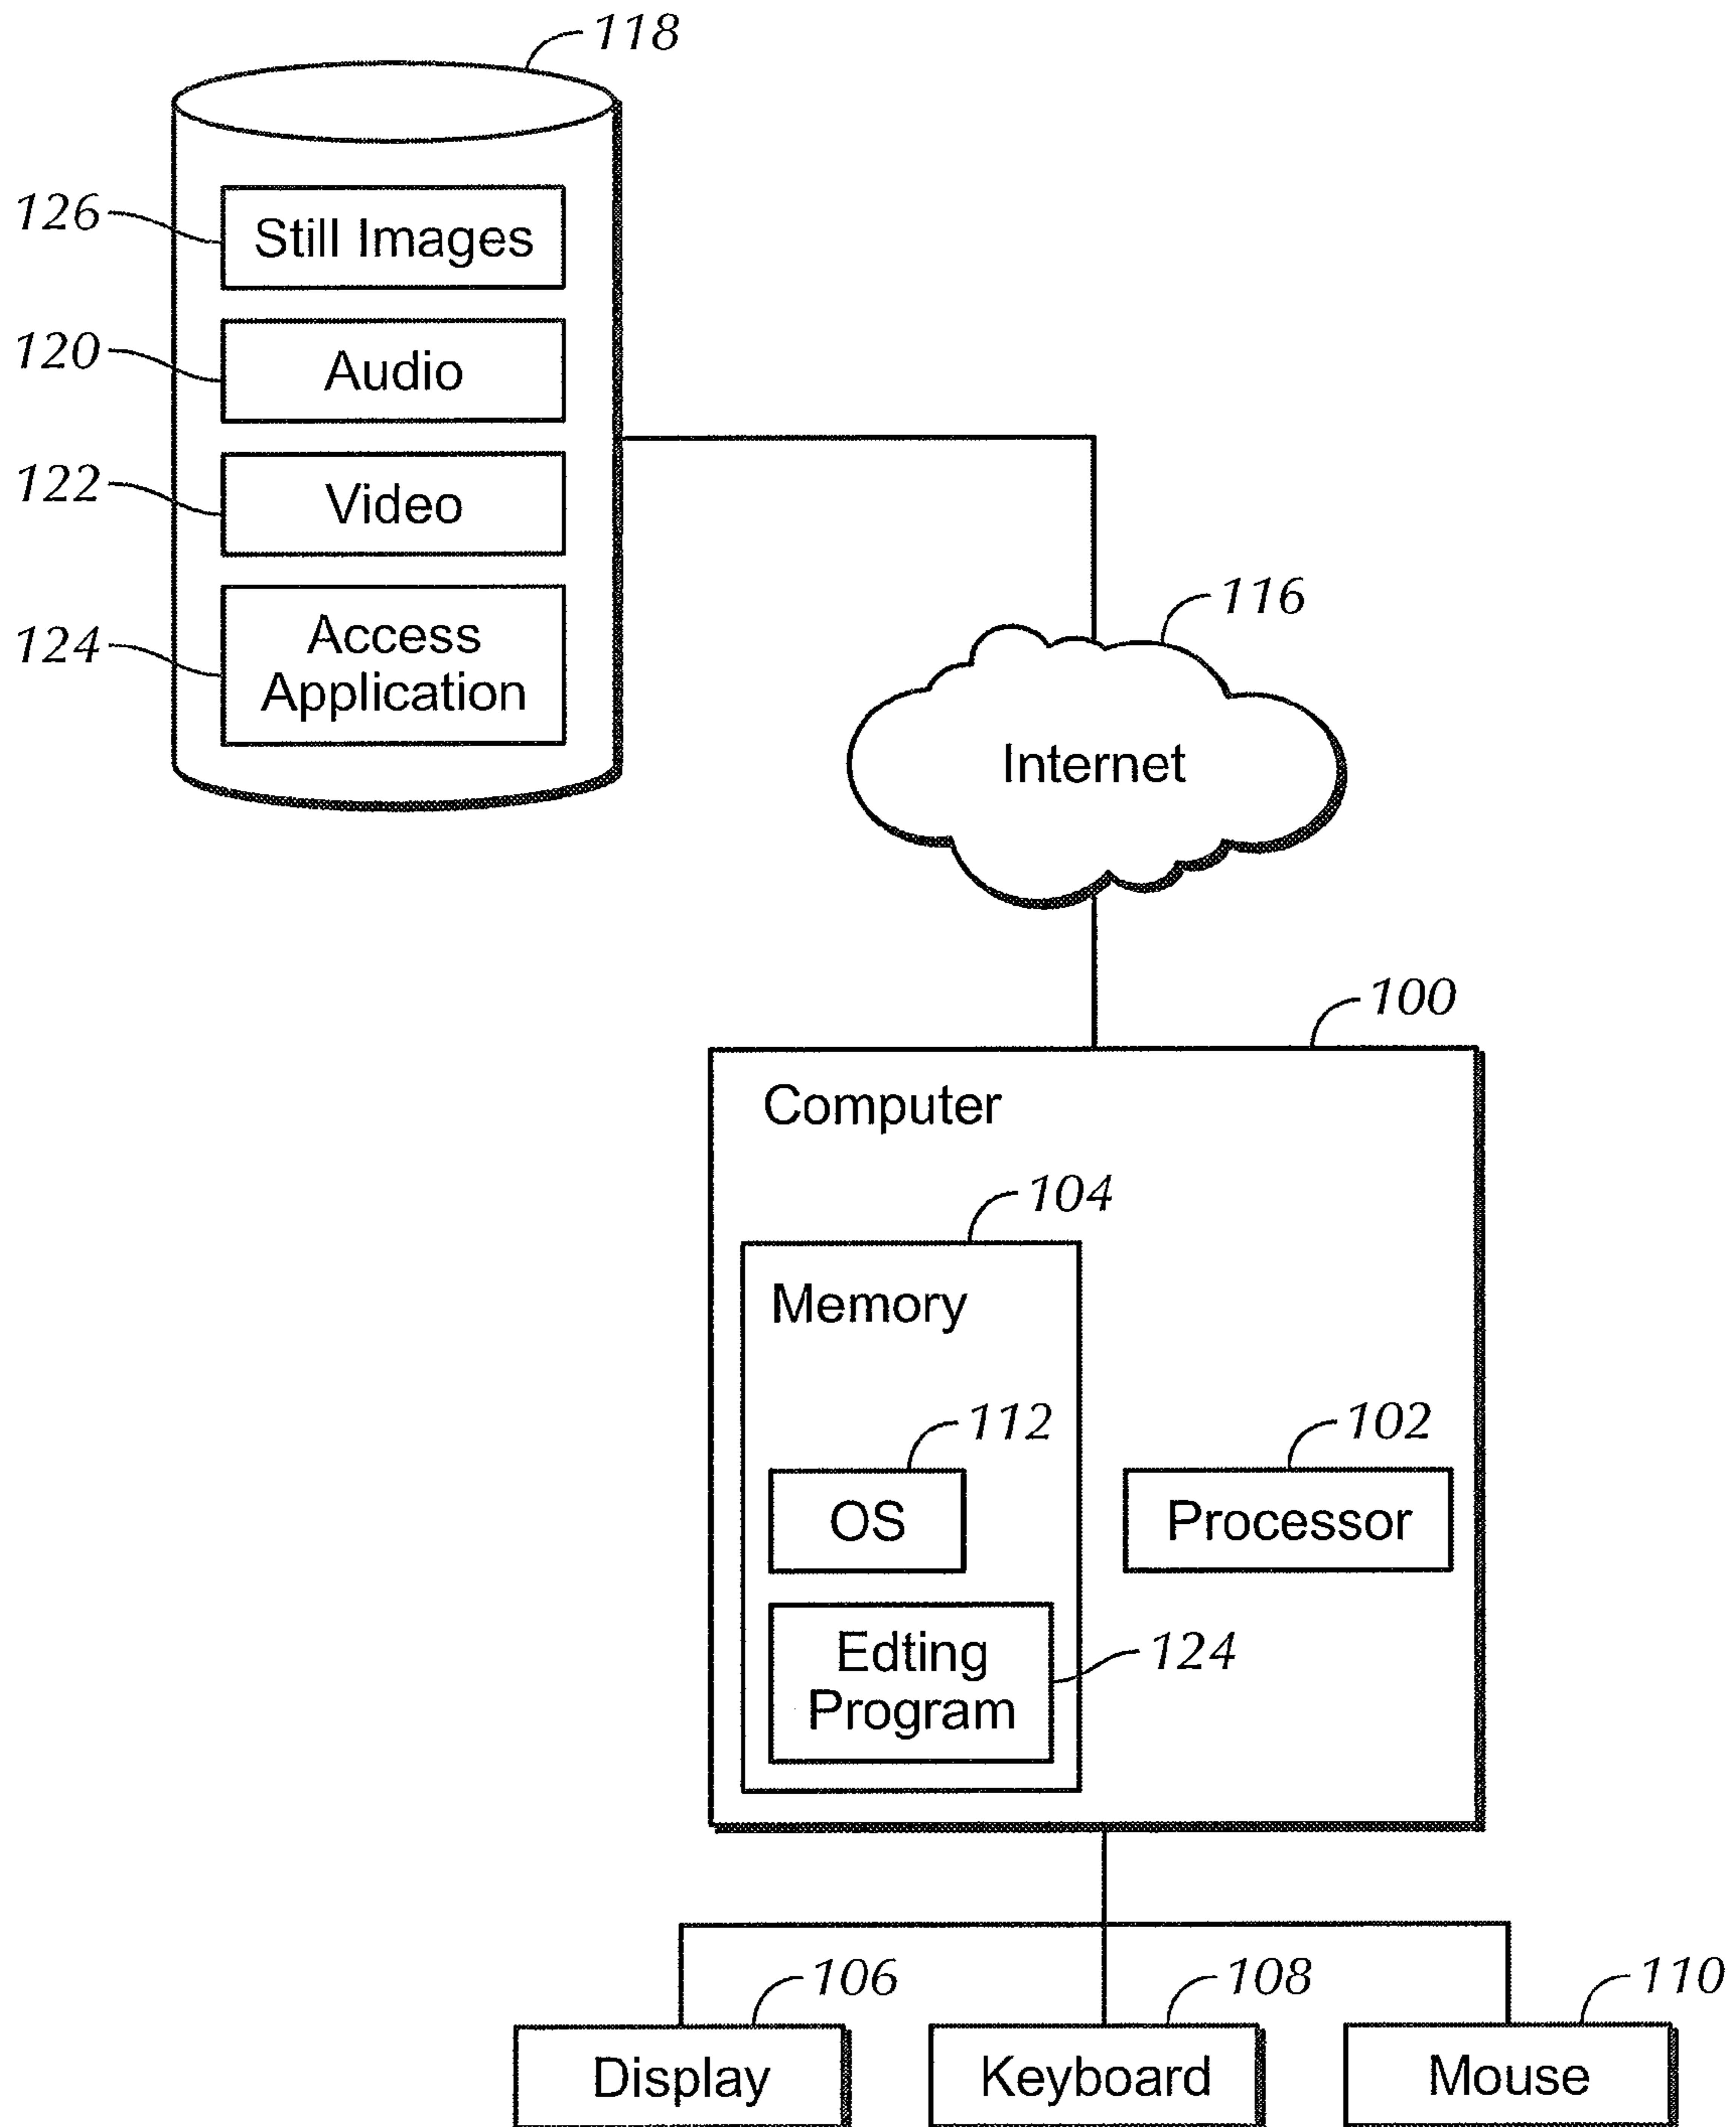 118
126
Still Images
120
Audio
122
Video
124
Access
Application
116
Internet
100
Computer
104
Memory
112
OS
102
Processor
Edting
Program
124
106
Display
108
Keyboard
110
Mouse